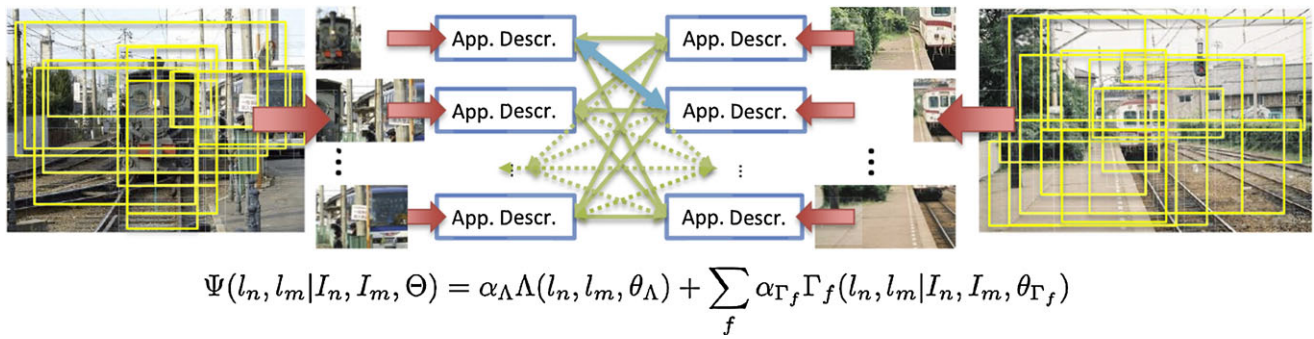 App. Descr. App. Descr.
App. Descr. App. Descr.
App. Descr. App. Descr.
Ψ(l_n, l_m|I_n, I_m, Θ) = α_Λ Λ(l_n, l_m, θ_Λ) + ∑_f α_{Γ_f} Γ_f(l_n, l_m|I_n, I_m, θ_{Γ_f})